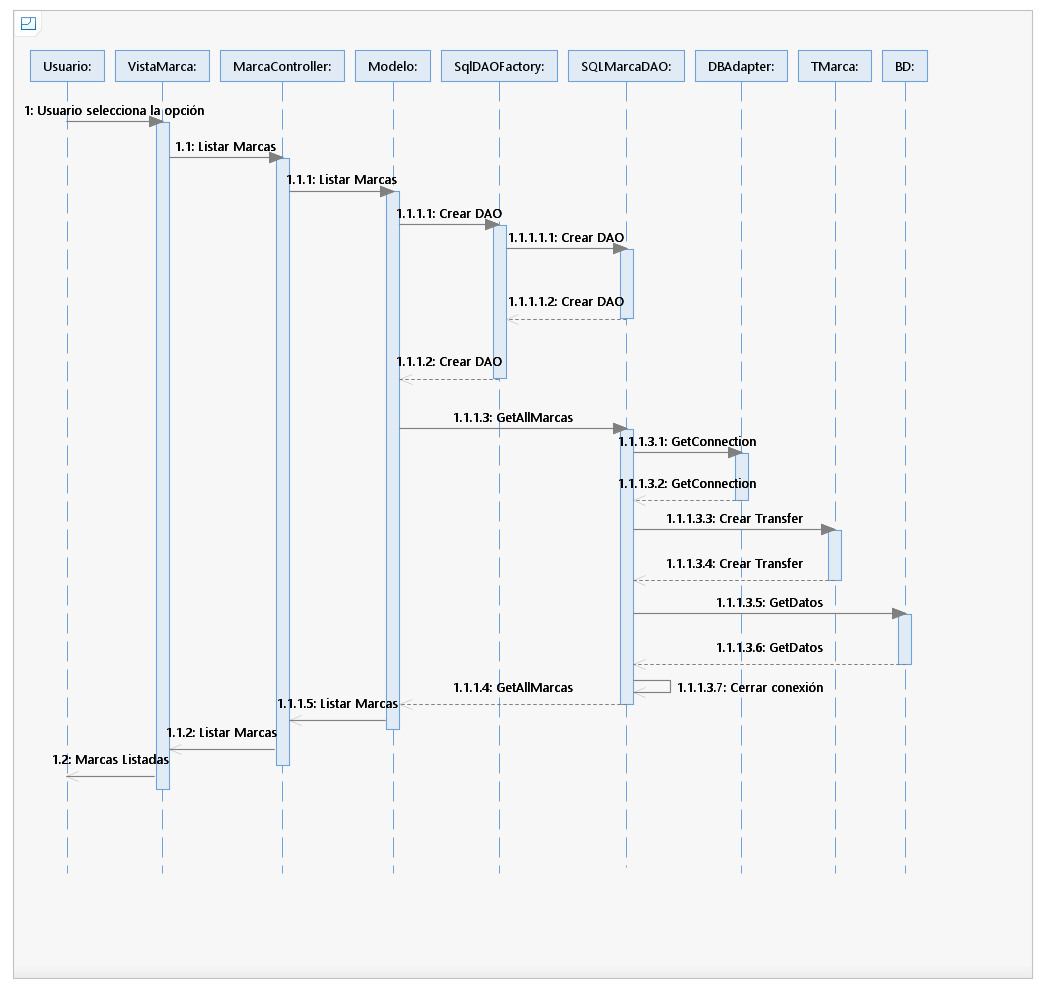 Usuario:
VistaMarca:
MarcaController:
Modelo:
SqlDAOFactory:
SQLMarcaDAO:
DBAdapter:
TMarca:
BD:
1: Usuario selecciona la opción
1.1: Listar Marcas
1.1.1: Listar Marcas
1.1.1.1: Crear DAO
1.1.1.1.1: Crear DAO
1.1.1.1.2: Crear DAO
1.1.1.2: Crear DAO
1.1.1.3: GetAllMarcas
1.1.1.3.1: GetConnection
1.1.1.3.2: GetConnection
1.1.1.3.3: Crear Transfer
1.1.1.3.4: Crear Transfer
1.1.1.3.5: GetDatos
1.1.1.3.6: GetDatos
1.1.1.3.7: Cerrar conexión
1.1.1.4: GetAllMarcas
1.1.1.5: Listar Marcas
1.1.2: Listar Marcas
1.2: Marcas Listadas